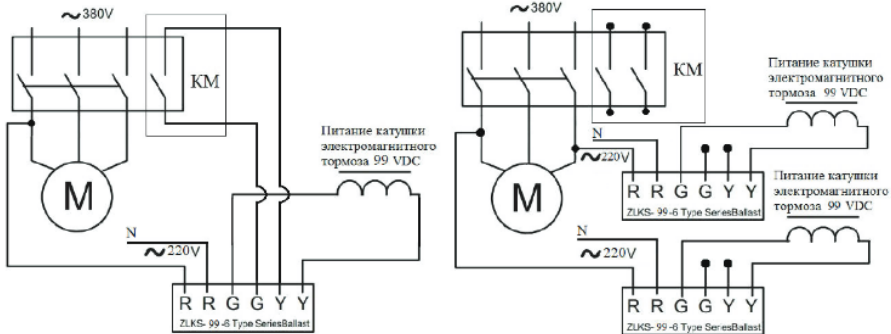 ~380V
КМ
Питание катушки
электромагнитного
тормоза 99 VDC
М
N
~220V
R R G G Y Y
ZLKS- 99 -6 Type SeriesBallast
~380V
КМ
Питание катушки
электромагнитного
тормоза 99 VDC
N
~220V
М
R R G G Y Y
ZLKS- 99 -6 Type SeriesBallast
Питание катушки
электромагнитного
тормоза 99 VDC
N
~220V
R R G G Y Y
ZLKS- 99 -6 Type SeriesBallast